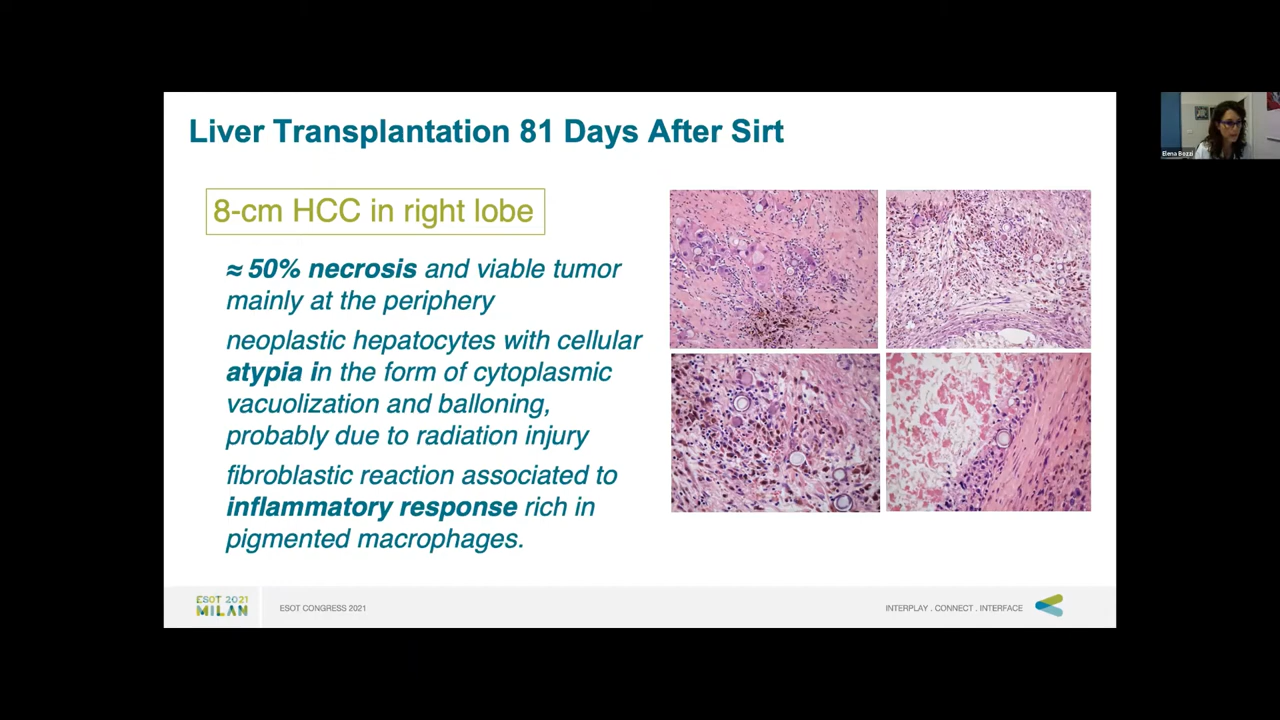 Liver Transplantation 81 Days After Sirt
8-cm HCC in right lobe
≈ 50% necrosis and viable tumor
mainly at the periphery
neoplastic hepatocytes with cellular
atypia in the form of cytoplasmic
vacuolization and balloning,
probably due to radiation injury
fibroblastic reaction associated to
inflammatory response rich in
pigmented macrophages.
Elena Bozzi
ESOT 2021
MILAN
ESOT CONGRESS 2021
INTERPLAY . CONNECT . INTERFACE